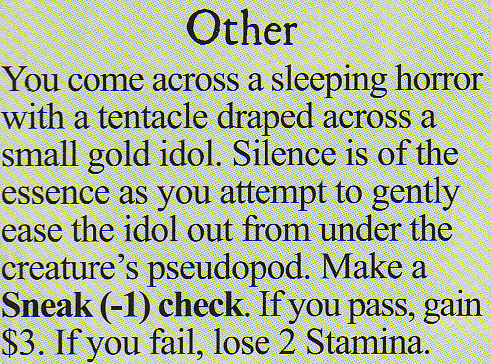 Other
You come across a sleeping horror
with a tentacle draped across a
small gold idol. Silence is of the
essence as you attempt to gently
ease the idol out from under the
creature’s pseudopod. Make a
Sneak (-1) check. If you pass, gain
$3. If you fail, lose 2 Stamina.